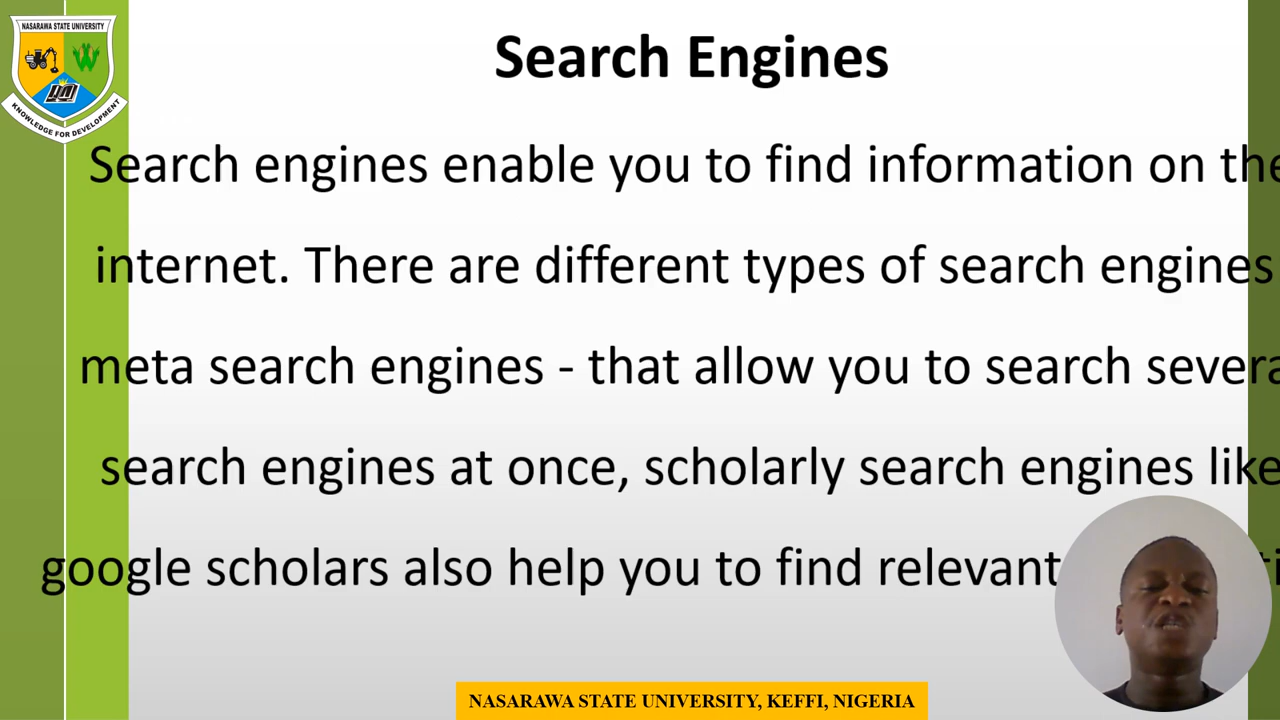 NASARAWA STATE UNIVERSITY
KNOWLEDGE FOR DEVELOPMENT
Search Engines
Search engines enable you to find information on the
internet. There are different types of search engines
meta search engines - that allow you to search severa
search engines at once, scholarly search engines like
google scholars also help you to find relevant
NASARAWA STATE UNIVERSITY, KEFFI, NIGERIA